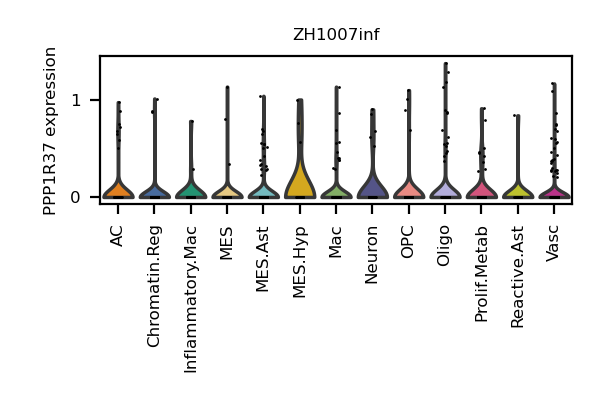 ZH1007inf
PPP1R37 expression
1
0
AC
Chromatin.Reg
Inflammatory.Mac
MES
MES.Ast
MES.Hyp
Mac
Neuron
OPC
Oligo
Prolif.Metab
Reactive.Ast
Vasc